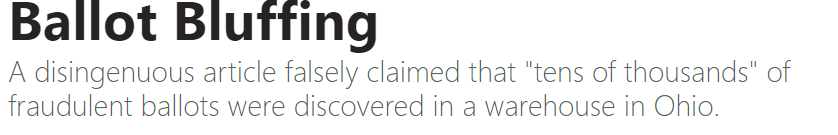 Ballot Bluffing
A disingenuous article falsely claimed that "tens of thousands" of
fraudulent ballots were discovered in a warehouse in Ohio.